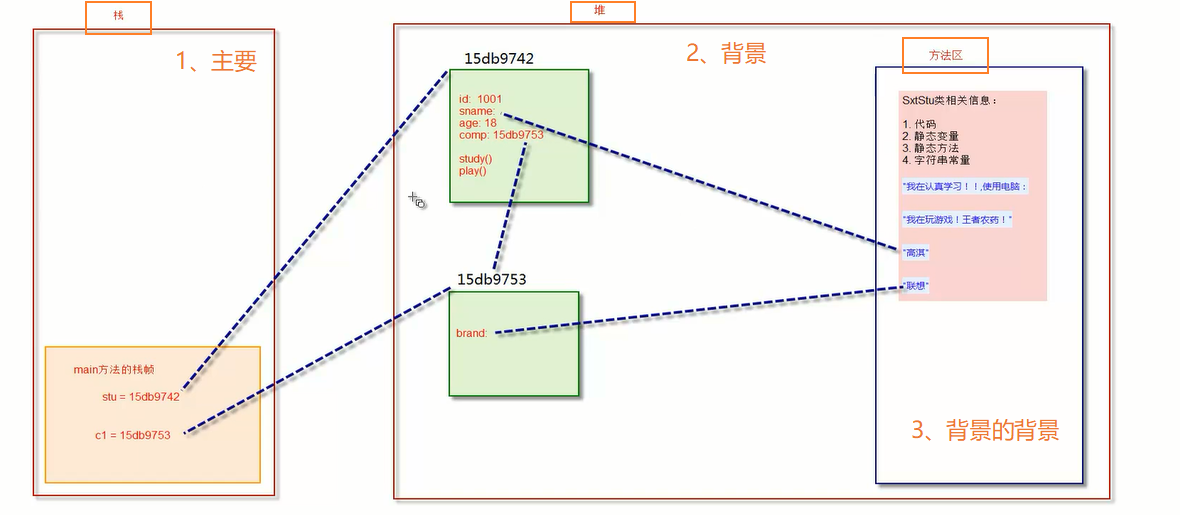 栈
1、主要
main方法的栈帧
stu = 15db9742
c1 = 15db9753
堆
2、背景
15db9742
id: 1001
sname:
age: 18
comp: 15db9753
study()
play()
15db9753
brand:
方法区
SxtStu类相关信息：
1. 代码
2. 静态变量
3. 静态方法
4. 字符串常量
"我在认真学习！！,使用电脑：
"我在玩游戏！王者农药！"
"高淇"
"联想"
3、背景的背景